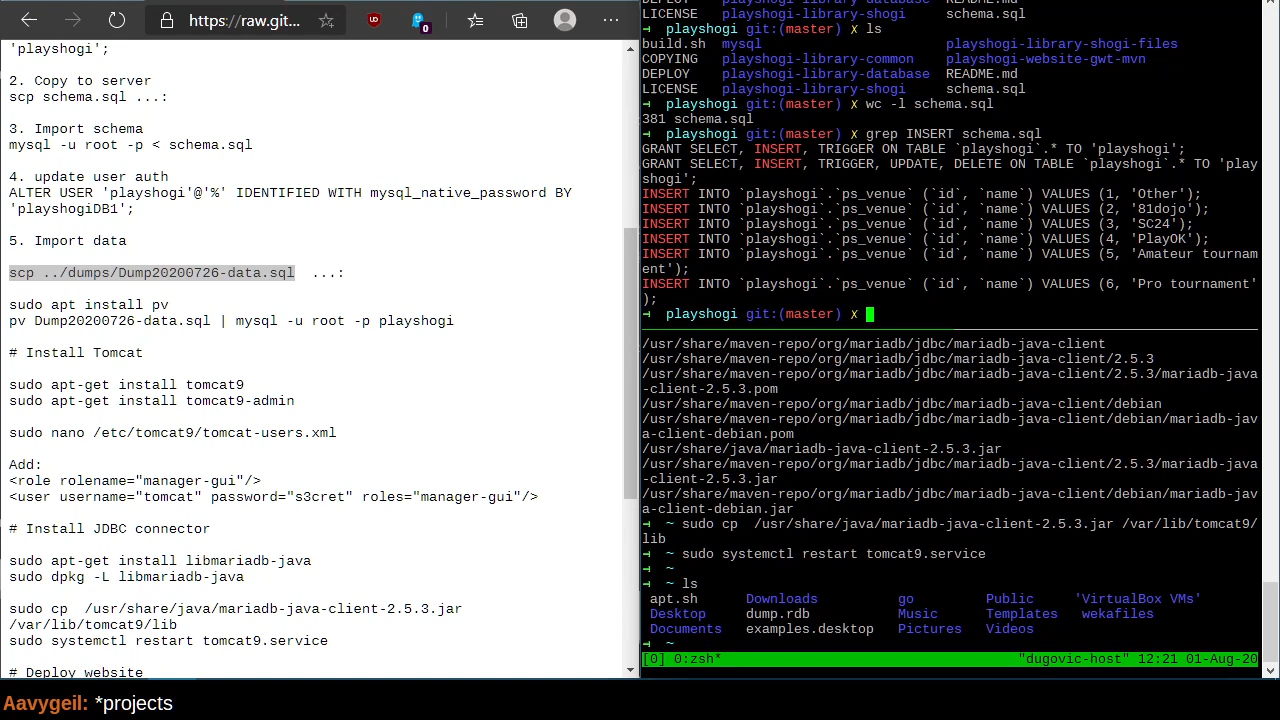 https://raw.git...
0
'playshogi';
2. Copy to server
scp schema.sql ...:
3. Import schema
mysql -u root -p < schema.sql
4. update user auth
ALTER USER 'playshogi'@'%' IDENTIFIED WITH mysql_native_password BY
'playshogiDB1';
5. Import data
scp ../dumps/Dump20200726-data.sql  ...:
sudo apt install pv
pv Dump20200726-data.sql | mysql -u root -p playshogi
# Install Tomcat
sudo apt-get install tomcat9
sudo apt-get install tomcat9-admin
sudo nano /etc/tomcat9/tomcat-users.xml
Add:
<role rolename="manager-gui"/>
<user username="tomcat" password="s3cret" roles="manager-gui"/>
# Install JDBC connector
sudo apt-get install libmariadb-java
sudo dpkg -L libmariadb-java
sudo cp  /usr/share/java/mariadb-java-client-2.5.3.jar
/var/lib/tomcat9/lib
sudo systemctl restart tomcat9.service
# Deploy website
LICENSE  playshogi-library-shogi  schema.sql
→  playshogi git:(master) ✗ ls
build.sh  mysql  playshogi-library-shogi-files
COPYING  playshogi-library-common  playshogi-website-gwt-mvn
DEPLOY  playshogi-library-database  README.md
LICENSE  playshogi-library-shogi  schema.sql
→  playshogi git:(master) ✗ wc -l schema.sql
381 schema.sql
→  playshogi git:(master) ✗ grep INSERT schema.sql
GRANT SELECT, INSERT, TRIGGER ON TABLE `playshogi`.* TO 'playshogi';
GRANT SELECT, INSERT, TRIGGER, UPDATE, DELETE ON TABLE `playshogi`.* TO 'play
shogi';
INSERT INTO `playshogi`.`ps_venue` (`id`, `name`) VALUES (1, 'Other');
INSERT INTO `playshogi`.`ps_venue` (`id`, `name`) VALUES (2, '81dojo');
INSERT INTO `playshogi`.`ps_venue` (`id`, `name`) VALUES (3, 'SC24');
INSERT INTO `playshogi`.`ps_venue` (`id`, `name`) VALUES (4, 'PlayOK');
INSERT INTO `playshogi`.`ps_venue` (`id`, `name`) VALUES (5, 'Amateur tournam
ent');
INSERT INTO `playshogi`.`ps_venue` (`id`, `name`) VALUES (6, 'Pro tournament'
);
→  playshogi git:(master) ✗
/usr/share/maven-repo/org/mariadb/jdbc/mariadb-java-client
/usr/share/maven-repo/org/mariadb/jdbc/mariadb-java-client/2.5.3
/usr/share/maven-repo/org/mariadb/jdbc/mariadb-java-client/2.5.3/mariadb-java
-client-2.5.3.pom
/usr/share/maven-repo/org/mariadb/jdbc/mariadb-java-client/debian
/usr/share/maven-repo/org/mariadb/jdbc/mariadb-java-client/debian/mariadb-jav
a-client-debian.pom
/usr/share/java/mariadb-java-client-2.5.3.jar
/usr/share/maven-repo/org/mariadb/jdbc/mariadb-java-client/2.5.3/mariadb-java
-client-2.5.3.jar
/usr/share/maven-repo/org/mariadb/jdbc/mariadb-java-client/debian/mariadb-jav
a-client-debian.jar
→  ~ sudo cp  /usr/share/java/mariadb-java-client-2.5.3.jar /var/lib/tomcat9/
lib
→  ~ sudo systemctl restart tomcat9.service
→  ~
→  ~ ls
apt.sh  Downloads  go  Public  'VirtualBox VMs'
Desktop  dump.rdb  Music  Templates  wekafiles
Documents  examples.desktop  Pictures  Videos
→  ~
[0] 0:zsh*  "dugovic-host" 12:21 01-Aug-20
Aavygeil: *projects